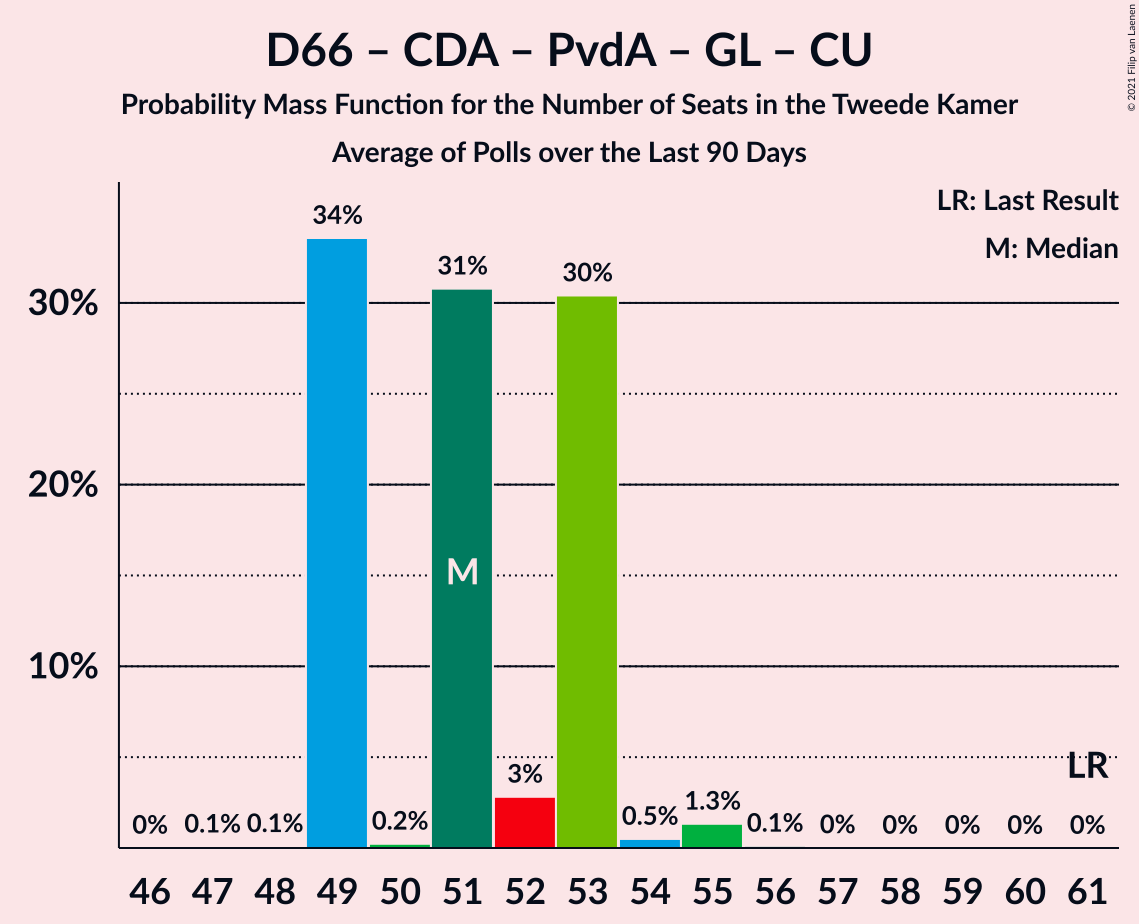 D66 – CDA – PvdA – GL – CU
Probability Mass Function for the Number of Seats in the Tweede Kamer
Average of Polls over the Last 90 Days
© 2021 Filip van Laenen
LR: Last Result
M: Median
34%
31%
30%
30%
20%
M
10%
LR
3%
1.3%
0% 0.1% 0.1% 0.2% 0.5% 0.1% 0% 0% 0% 0% 0%
46 47 48 49 50 51 52 53 54 55 56 57 58 59 60 61